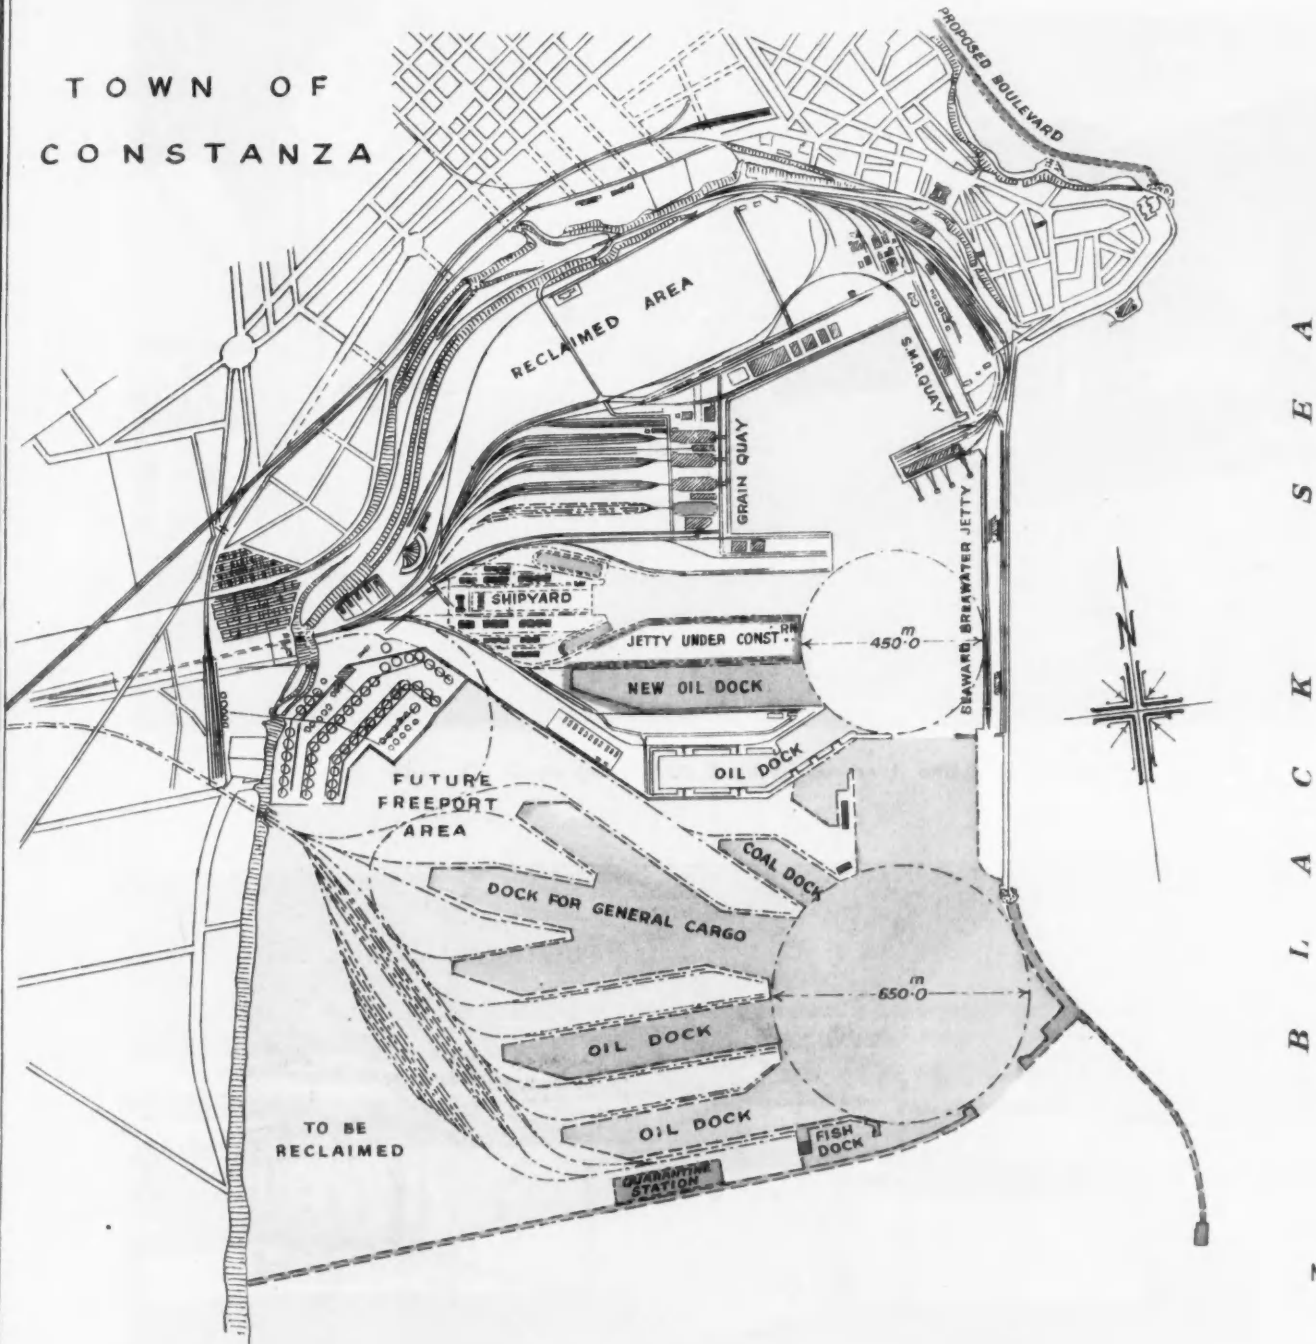 TOWN OF
CONSTANZA
PROPOSED BOULEVARD
RECLAIMED AREA
S.M.R. QUAY
GRAIN QUAY
SEAWARD BREAWATER JETTY
BLACK SEA
N
SHIPYARD
JETTY UNDER CONSTRN
450·0 m
NEW OIL DOCK
OIL DOCK
FUTURE
FREEPORT
AREA
COAL DOCK
DOCK FOR GENERAL CARGO
650·0 m
OIL DOCK
OIL DOCK
TO BE
RECLAIMED
FISH
DOCK
QUARANTINE
STATION